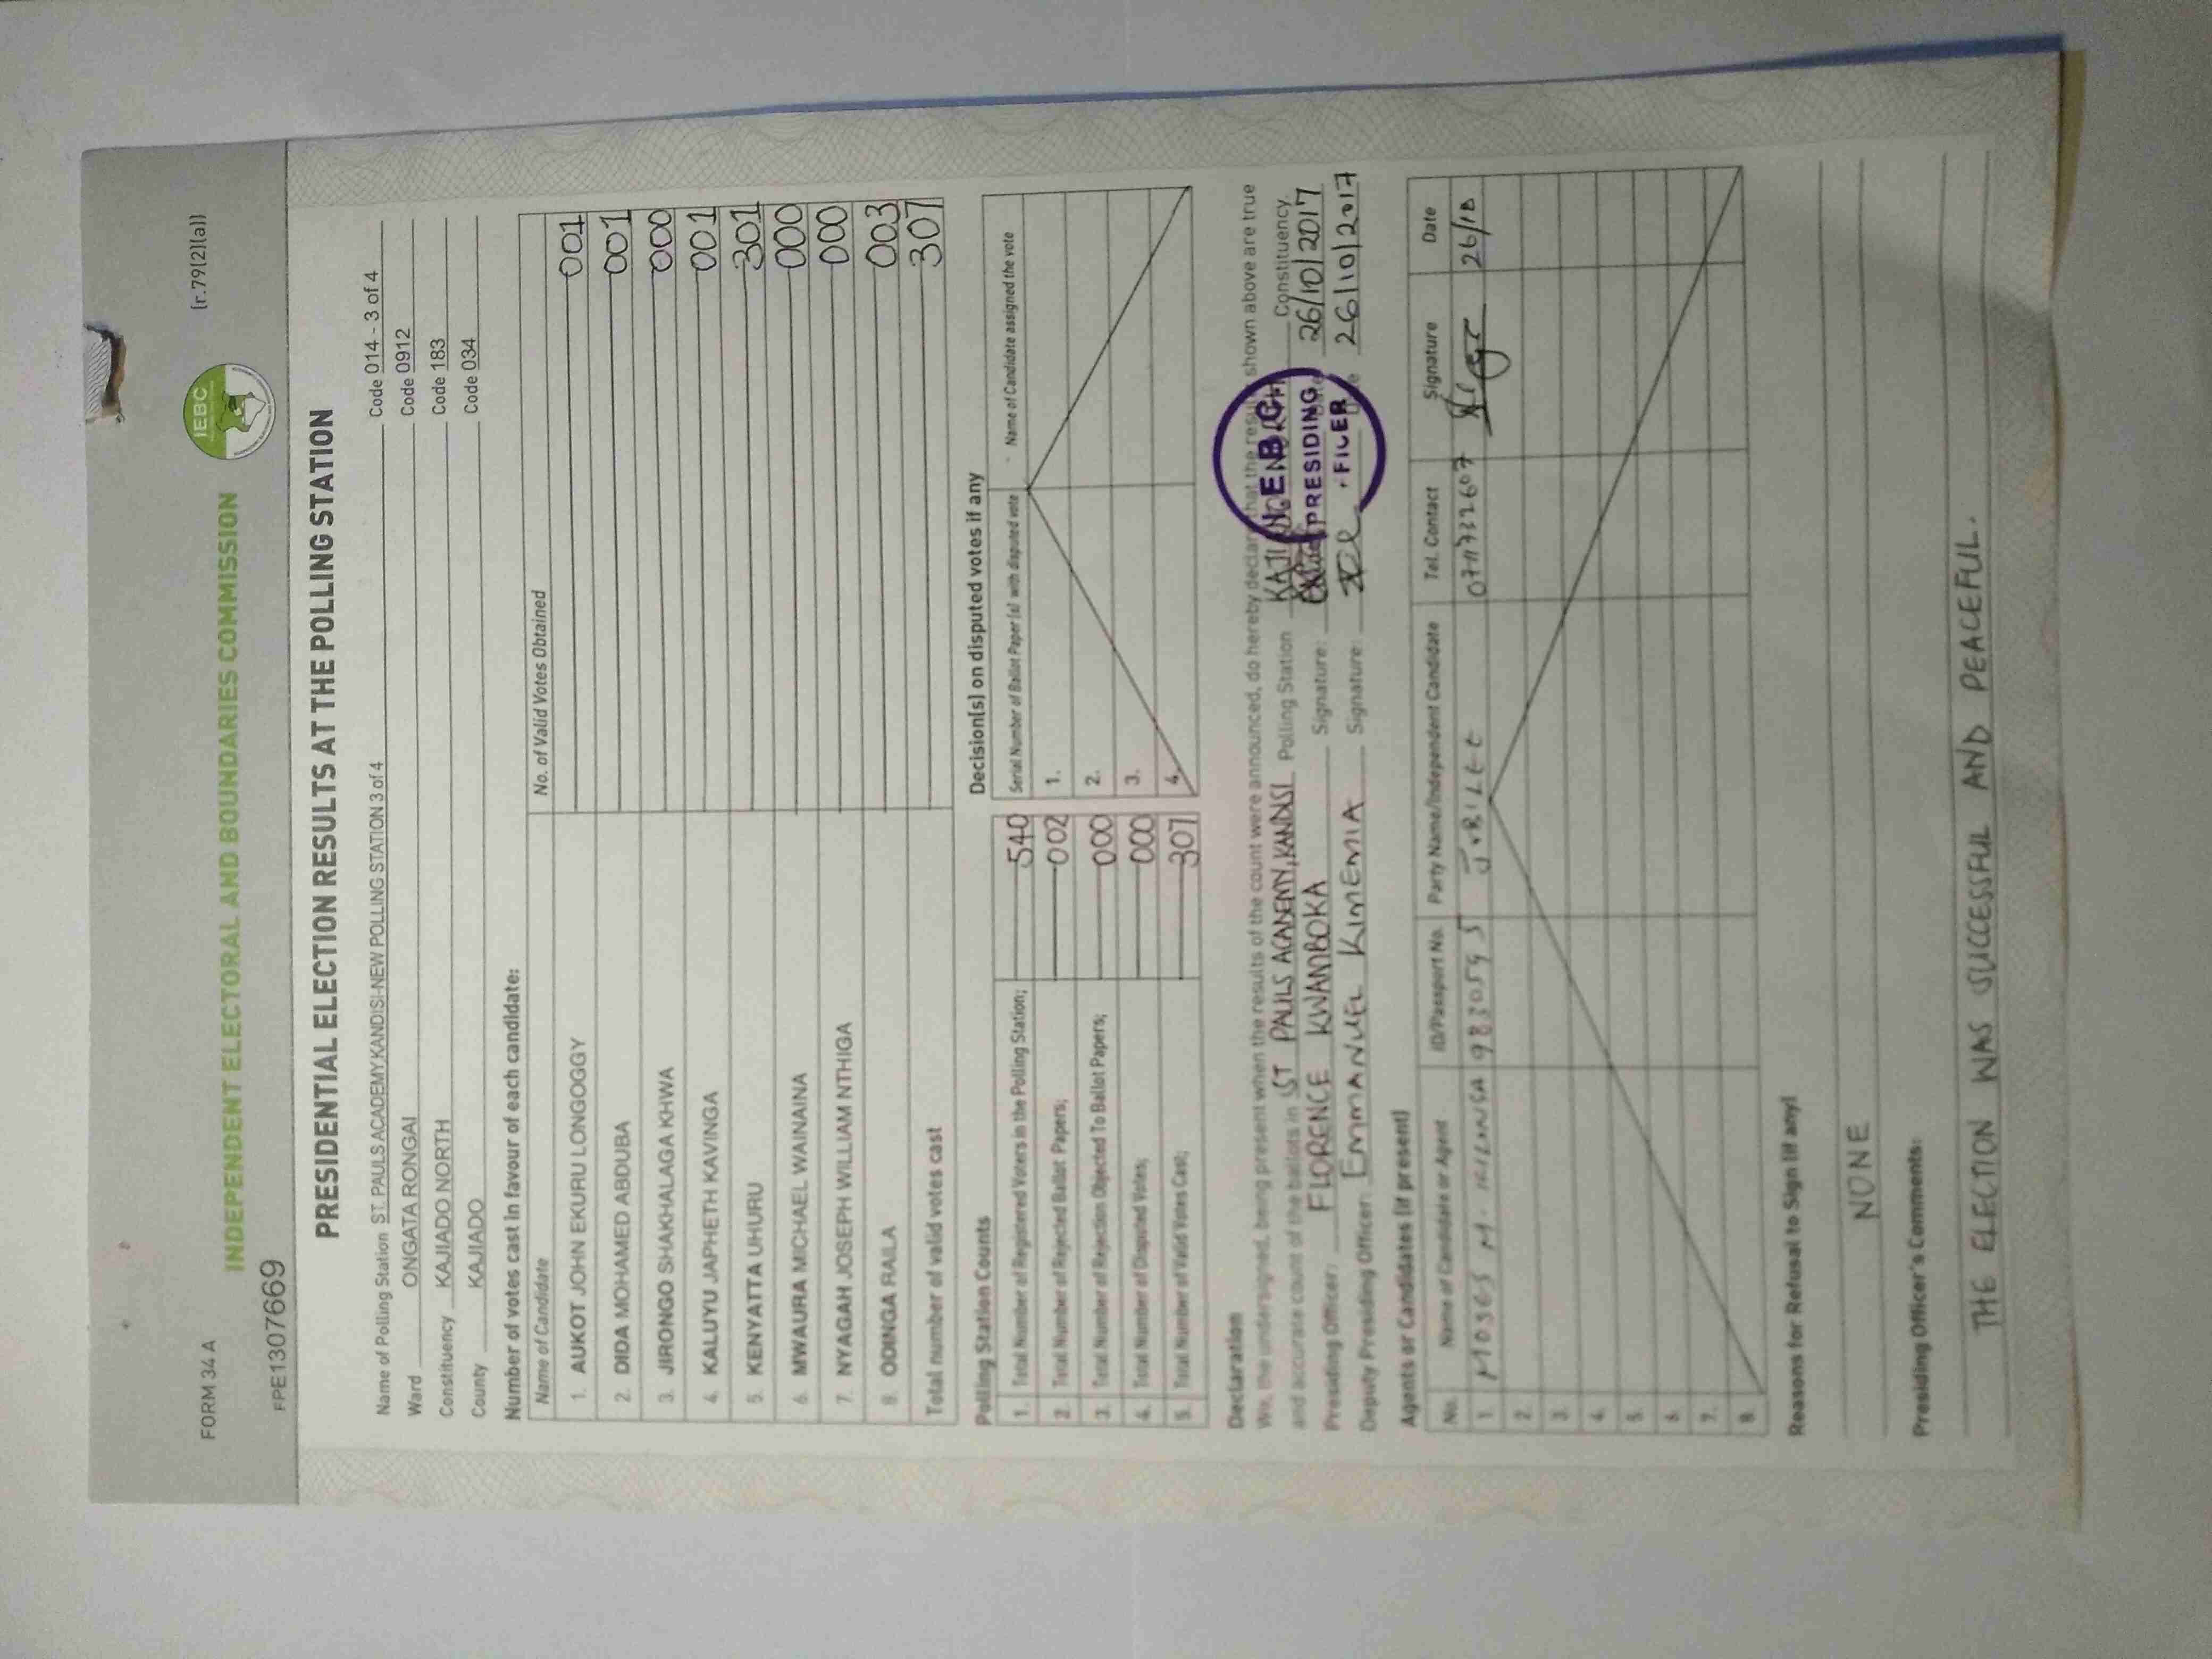 FORM 34 A
[r.79(2)(a)]
IEBC
INDEPENDENT ELECTORAL AND BOUNDARIES COMMISSION
FPE1307669
PRESIDENTIAL ELECTION RESULTS AT THE POLLING STATION
Name of Polling Station ST. PAULS ACADEMY,KANDISI-NEW POLLING STATION 3 of 4 Code 014 - 3 of 4
Ward ONGATA RONGAI Code 0912
Constituency KAJIADO NORTH Code 183
County KAJIADO Code 034
Number of votes cast in favour of each candidate:
Name of Candidate No. of Valid Votes Obtained
1. AUKOT JOHN EKURU LONGOGGY 001
2. DIDA MOHAMED ABDUBA 001
3. JIRONGO SHAKHALAGA KHWA 000
4. KALUYU JAPHETH KAVINGA 001
5. KENYATTA UHURU 301
6. MWAURA MICHAEL WAINAINA 000
7. NYAGAH JOSEPH WILLIAM NTHIGA 000
8. ODINGA RAILA 003
Total number of valid votes cast 307
Polling Station Counts
1. Total Number of Registered Voters in the Polling Station; 540
2. Total Number of Rejected Ballot Papers; 002
3. Total Number of Rejection Objected To Ballot Papers; 000
4. Total Number of Disputed Votes; 000
5. Total Number of Valid Votes Cast; 307
Decision(s) on disputed votes if any
Serial Number of Ballot Paper (s) with disputed vote Name of Candidate assigned the vote
1.
2.
3.
4.
Declaration
We, the undersigned, being present when the results of the count were announced, do hereby declare that the results shown above are true
and accurate count of the ballots in ST PAULS ACADEMY, KANDISI Polling Station Constituency
Presiding Officer: FLORENCE KWAMBOKA Signature: 26/10/2017
Deputy Presiding Officer: EMMANUEL KIMEMIA Signature: 26/10/2017
IEBC
PRESIDING
OFFICER
Agents or Candidates (if present)
No. Name of Candidate or Agent ID/Passport No. Party Name/Independent Candidate Tel. Contact Signature Date
1. MOSES M. 9830595 JUBILEE 26/10
2.
3.
4.
5.
6.
7.
8.
Reasons for Refusal to Sign (if any)
NONE
Presiding Officer's Comments:
THE ELECTION WAS SUCCESSFUL AND PEACEFUL.